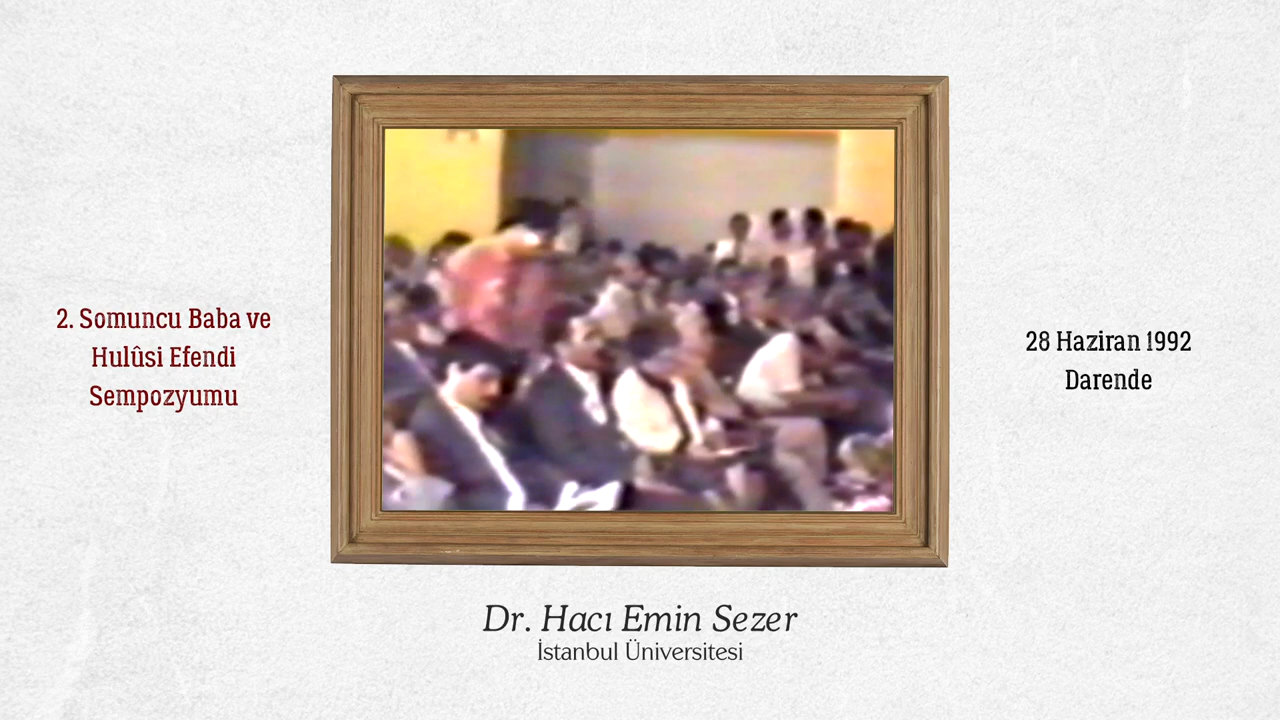 2. Somuncu Baba ve
Hulûsi Efendi
Sempozyumu
28 Haziran 1992
Darende
Dr. Hacı Emin Sezer
İstanbul Üniversitesi